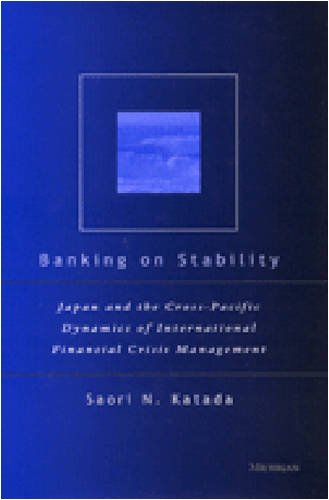 Banking on Stability
Japan and the Cross-Pacific
Dynamics of International
Financial Crisis Management
Saori N. Katada
Michigan